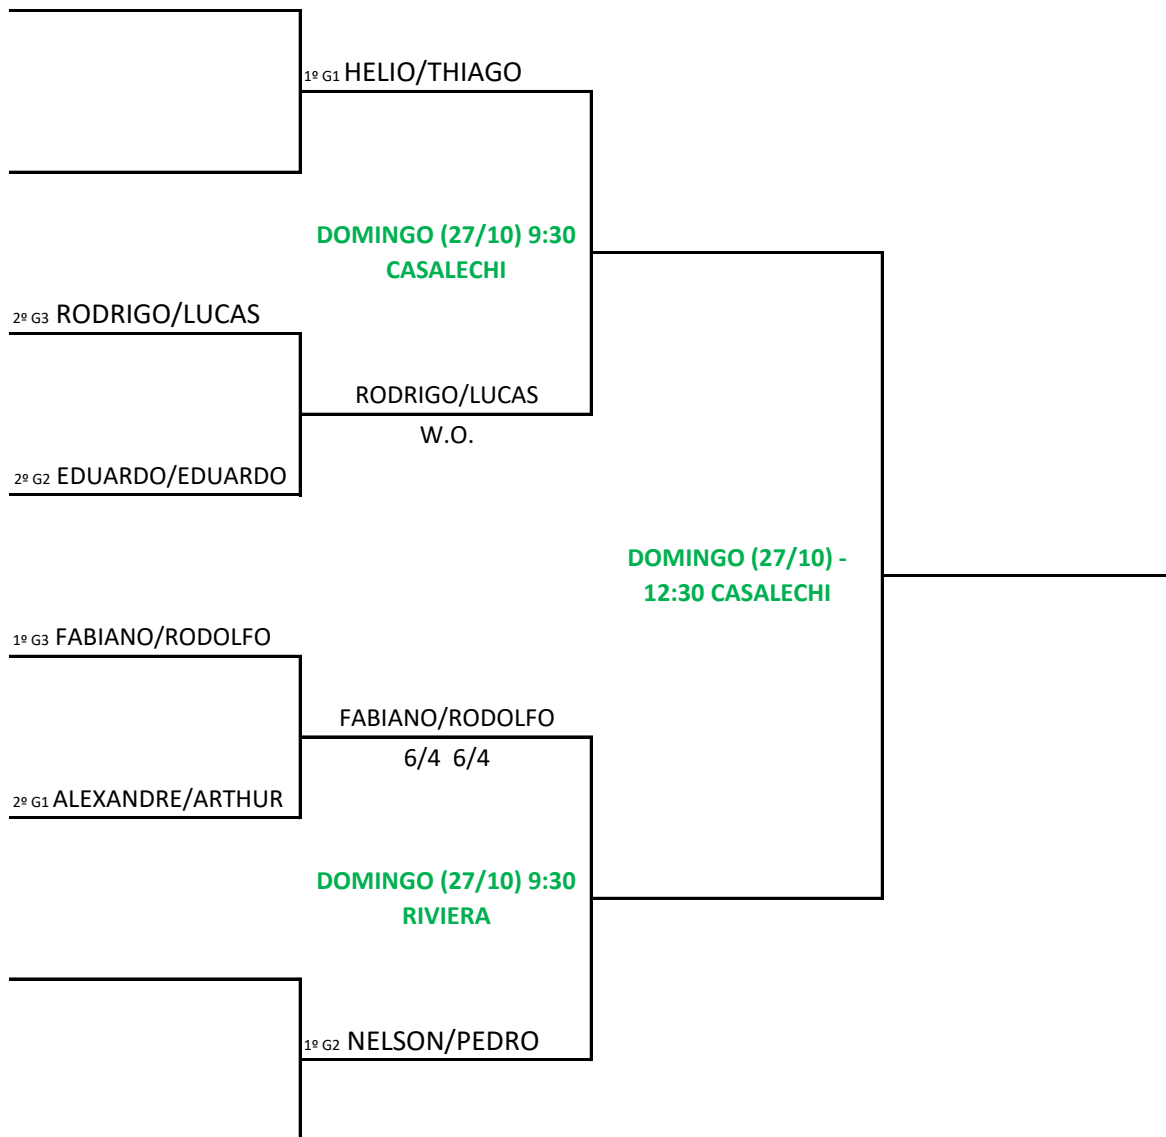 1º G1 HELIO/THIAGO
DOMINGO (27/10) 9:30
CASALECHI
2º G3 RODRIGO/LUCAS
RODRIGO/LUCAS
W.O.
2º G2 EDUARDO/EDUARDO
DOMINGO (27/10) -
12:30 CASALECHI
1º G3 FABIANO/RODOLFO
FABIANO/RODOLFO
6/4 6/4
2º G1 ALEXANDRE/ARTHUR
DOMINGO (27/10) 9:30
RIVIERA
1º G2 NELSON/PEDRO